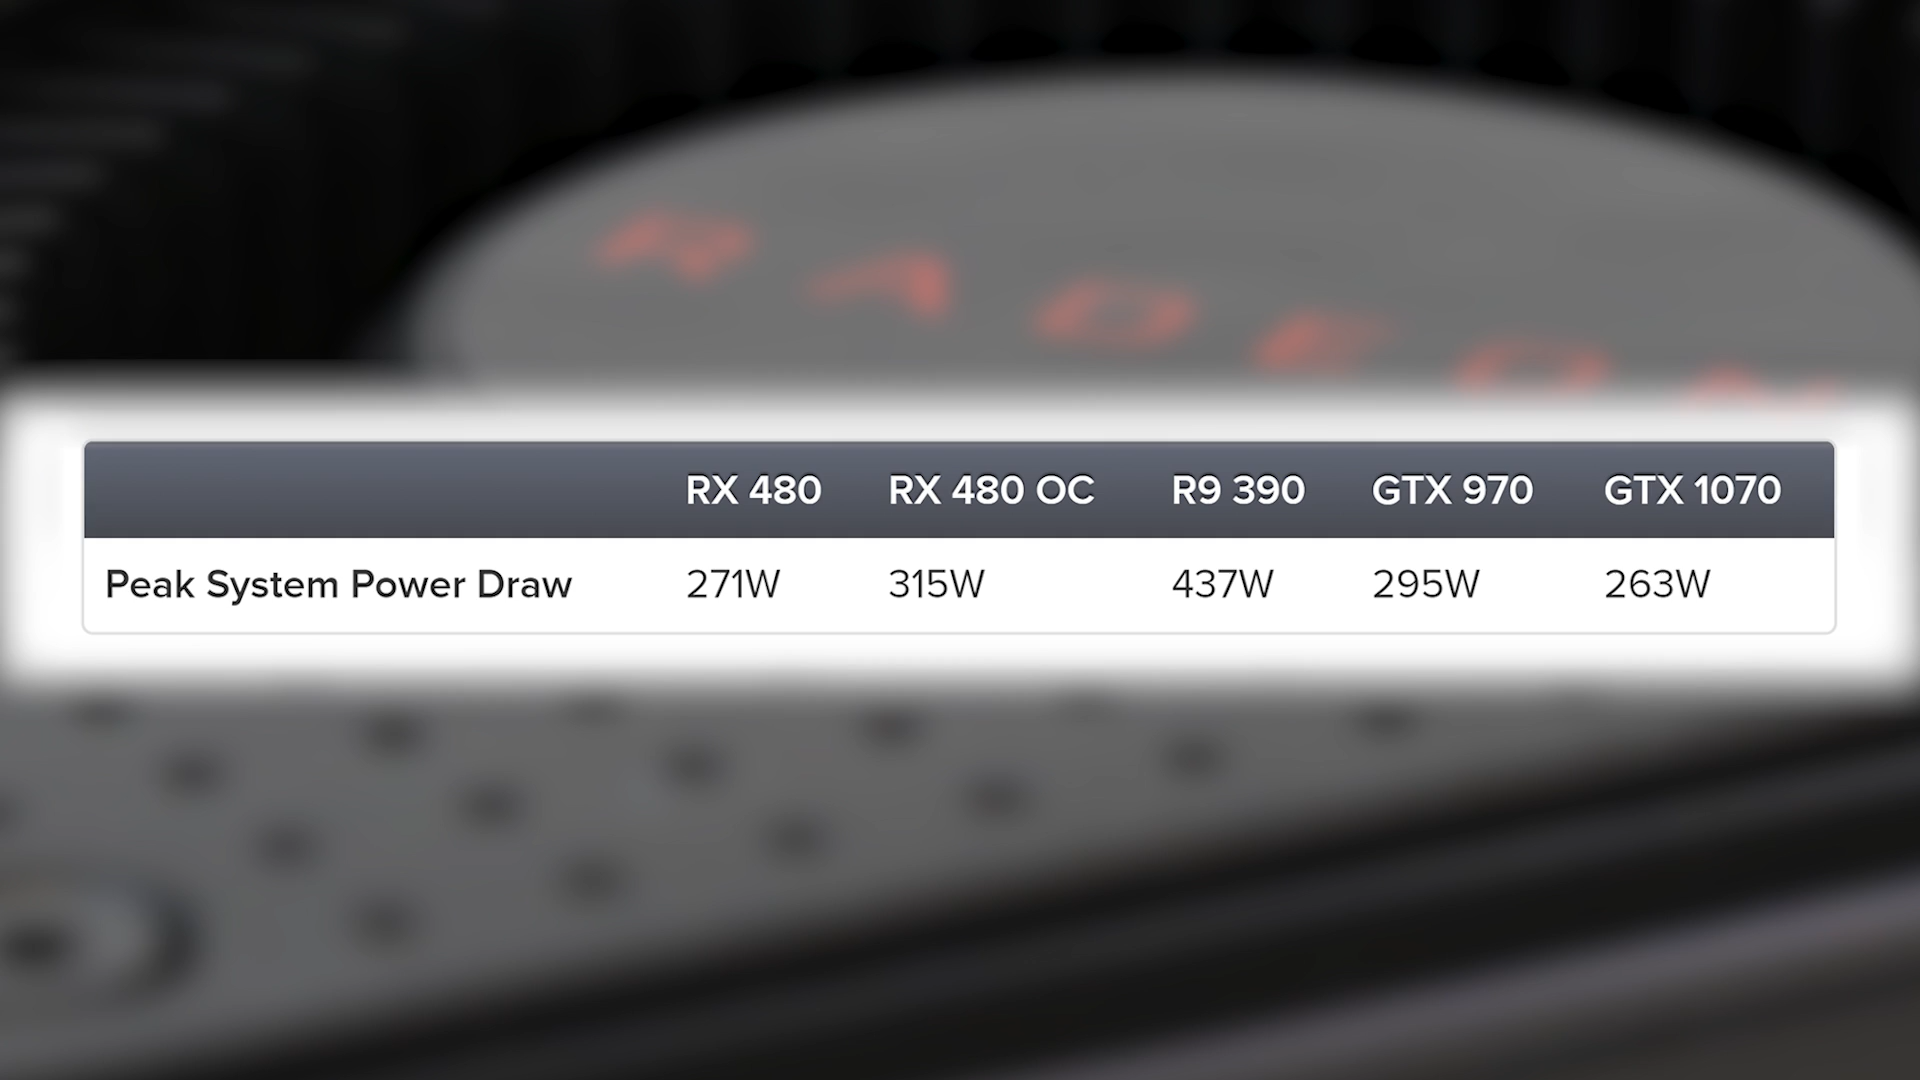 RADEON
RX 480 RX 480 OC R9 390 GTX 970 GTX 1070
Peak System Power Draw 271W 315W 437W 295W 263W